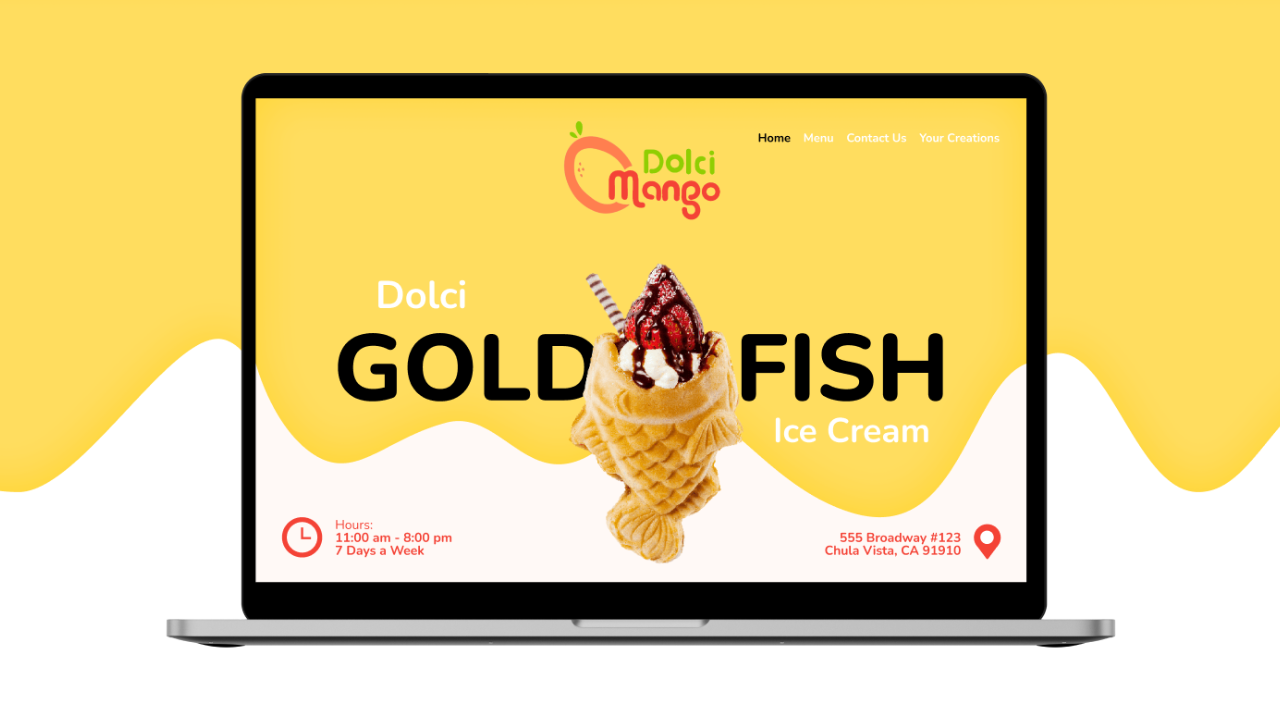 Dolci
Mango
Home Menu Contact Us Your Creations
Dolci
GOLD FISH
Ice Cream
Hours:
11:00 am - 8:00 pm
7 Days a Week
555 Broadway #123
Chula Vista, CA 91910